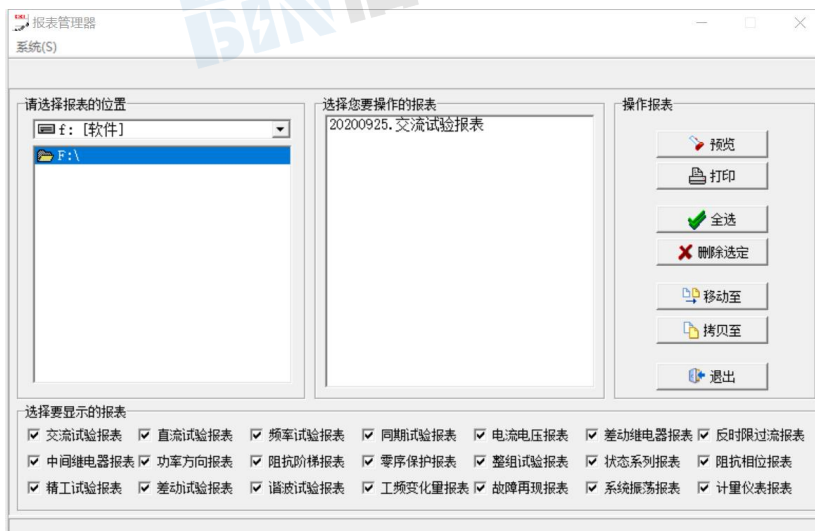 报表管理器
系统(S)
请选择报表的位置
选择您要操作的报表
操作报表
f: [软件]
20200925.交流试验报表
F:\
预览
打印
全选
删除选定
移动至
拷贝至
退出
选择要显示的报表
交流试验报表 直流试验报表 频率试验报表 同期试验报表 电流电压报表 差动继电器报表 反时限过流报表
中间继电器报表 功率方向报表 阻抗阶梯报表 零序保护报表 整组试验报表 状态系列报表 阻抗相位报表
精工试验报表 差动试验报表 谐波试验报表 工频变化量报表 故障再现报表 系统振荡报表 计量仪表报表